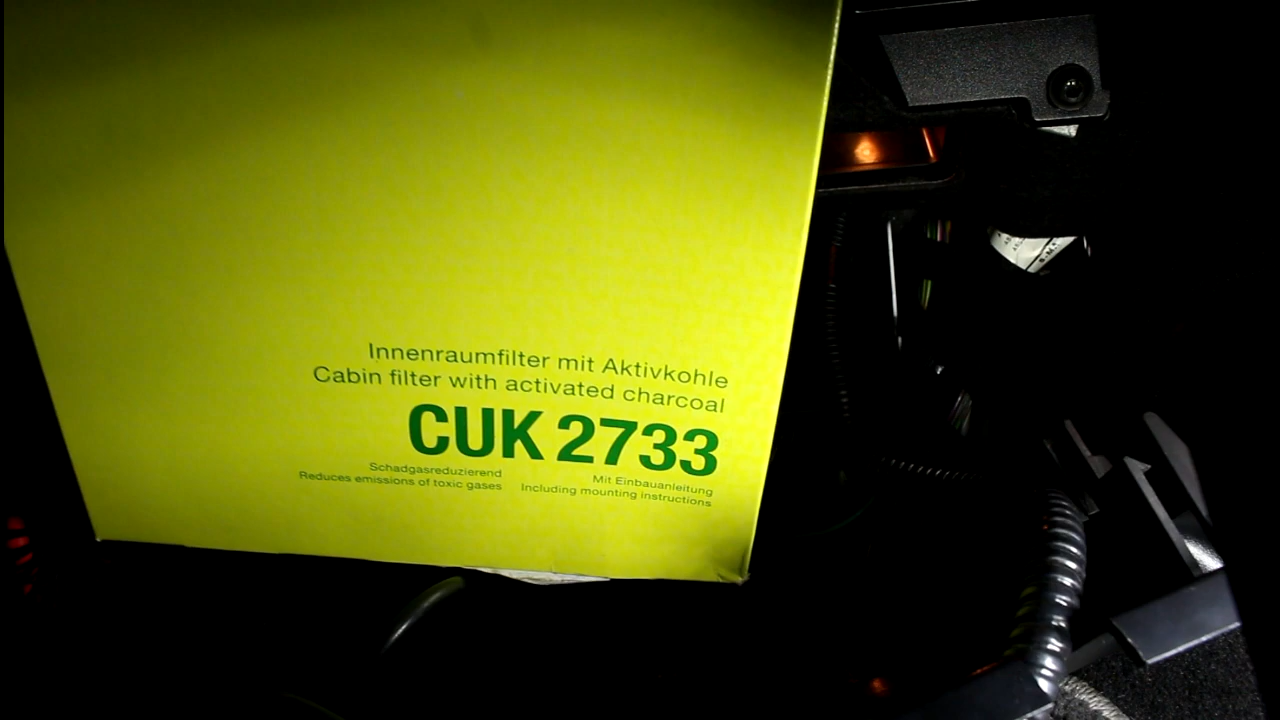 Innenraumfilter mit Aktivkohle
Cabin filter with activated charcoal
CUK 2733
Schadgasreduzierend
Reduces emissions of toxic gases
Mit Einbauanleitung
Including mounting instructions